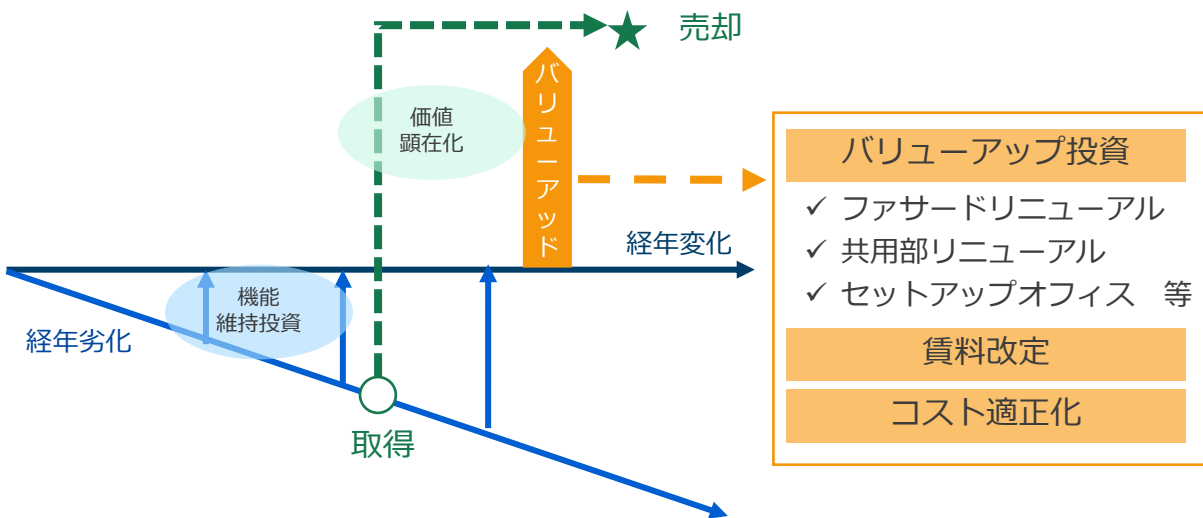 売却
バリューアッド
価値
顕在化
バリューアップ投資
✓ ファサードリニューアル
✓ 共用部リニューアル
✓ セットアップオフィス　等
経年変化
機能
維持投資
経年劣化
賃料改定
コスト適正化
取得